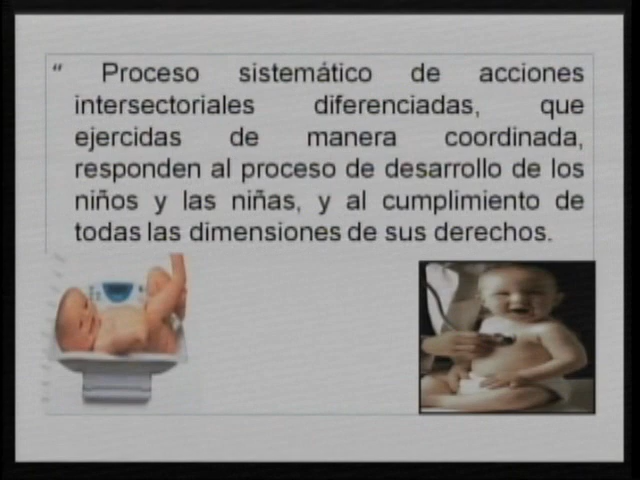 “ Proceso sistemático de acciones
intersectoriales diferenciadas, que
ejercidas de manera coordinada,
responden al proceso de desarrollo de los
niños y las niñas, y al cumplimiento de
todas las dimensiones de sus derechos.